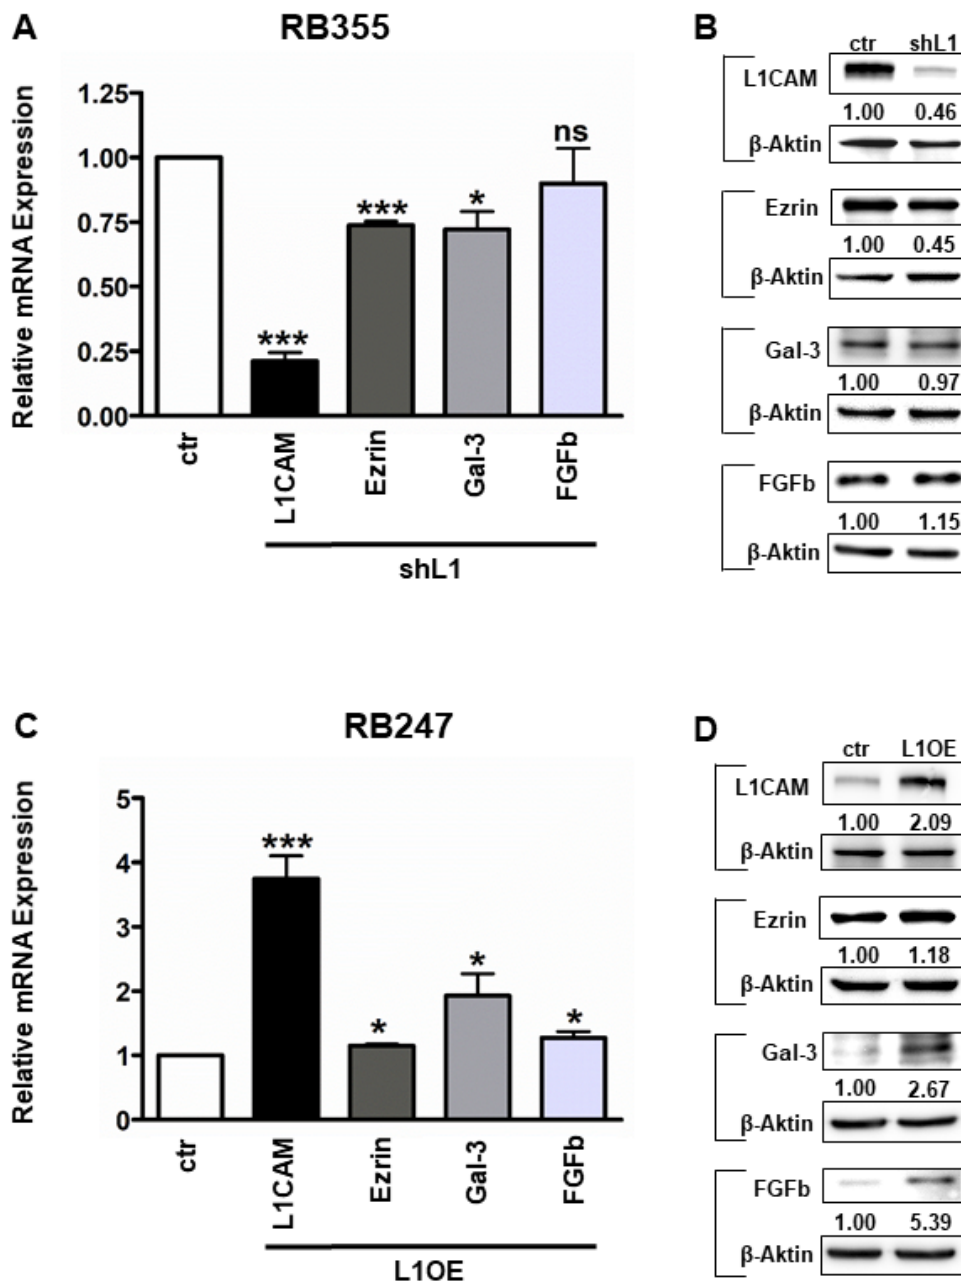 A
RB355
Relative mRNA Expression
1.25
1.00
0.75
0.50
0.25
0.00
***
***
*
ns
ctr
L1CAM
Ezrin
Gal-3
FGFb
shL1
B
ctr shL1
L1CAM
1.00 0.46
β-Aktin
Ezrin
1.00 0.45
β-Aktin
Gal-3
1.00 0.97
β-Aktin
FGFb
1.00 1.15
β-Aktin
C
RB247
Relative mRNA Expression
5
4
3
2
1
0
***
*
*
*
ctr
L1CAM
Ezrin
Gal-3
FGFb
L1OE
D
ctr L1OE
L1CAM
1.00 2.09
β-Aktin
Ezrin
1.00 1.18
β-Aktin
Gal-3
1.00 2.67
β-Aktin
FGFb
1.00 5.39
β-Aktin